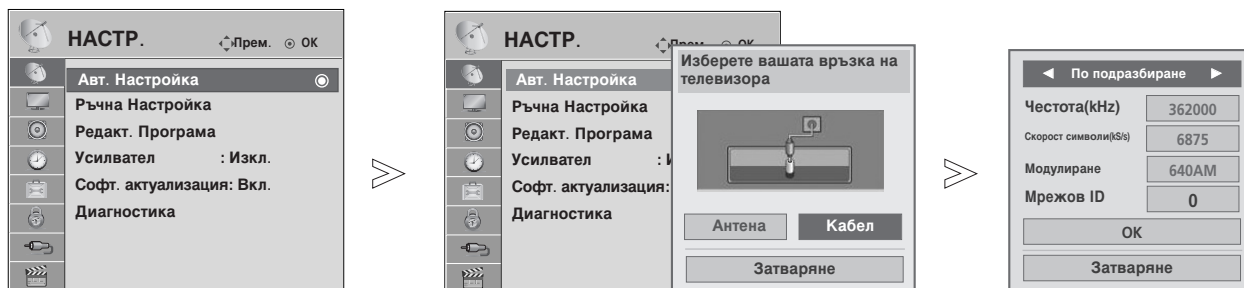 НАСТР.
Прем. OK
Авт. Настройка
Ръчна Настройка
Редакт. Програма
Усилвател : Изкл.
Софт. актуализация: Вкл.
Диагностика
НАСТР.
Прем. OK
Авт. Настройка
Ръчна Настройка
Редакт. Програма
Усилвател :
Софт. актуализация:
Диагностика
Изберете вашата връзка на
телевизора
Антена Кабел
Затваряне
◄ По подразбиране ►
Честота(kHz) 362000
Скорост символи(kS/s) 6875
Модулиране 640AM
Мрежов ID 0
OK
Затваряне